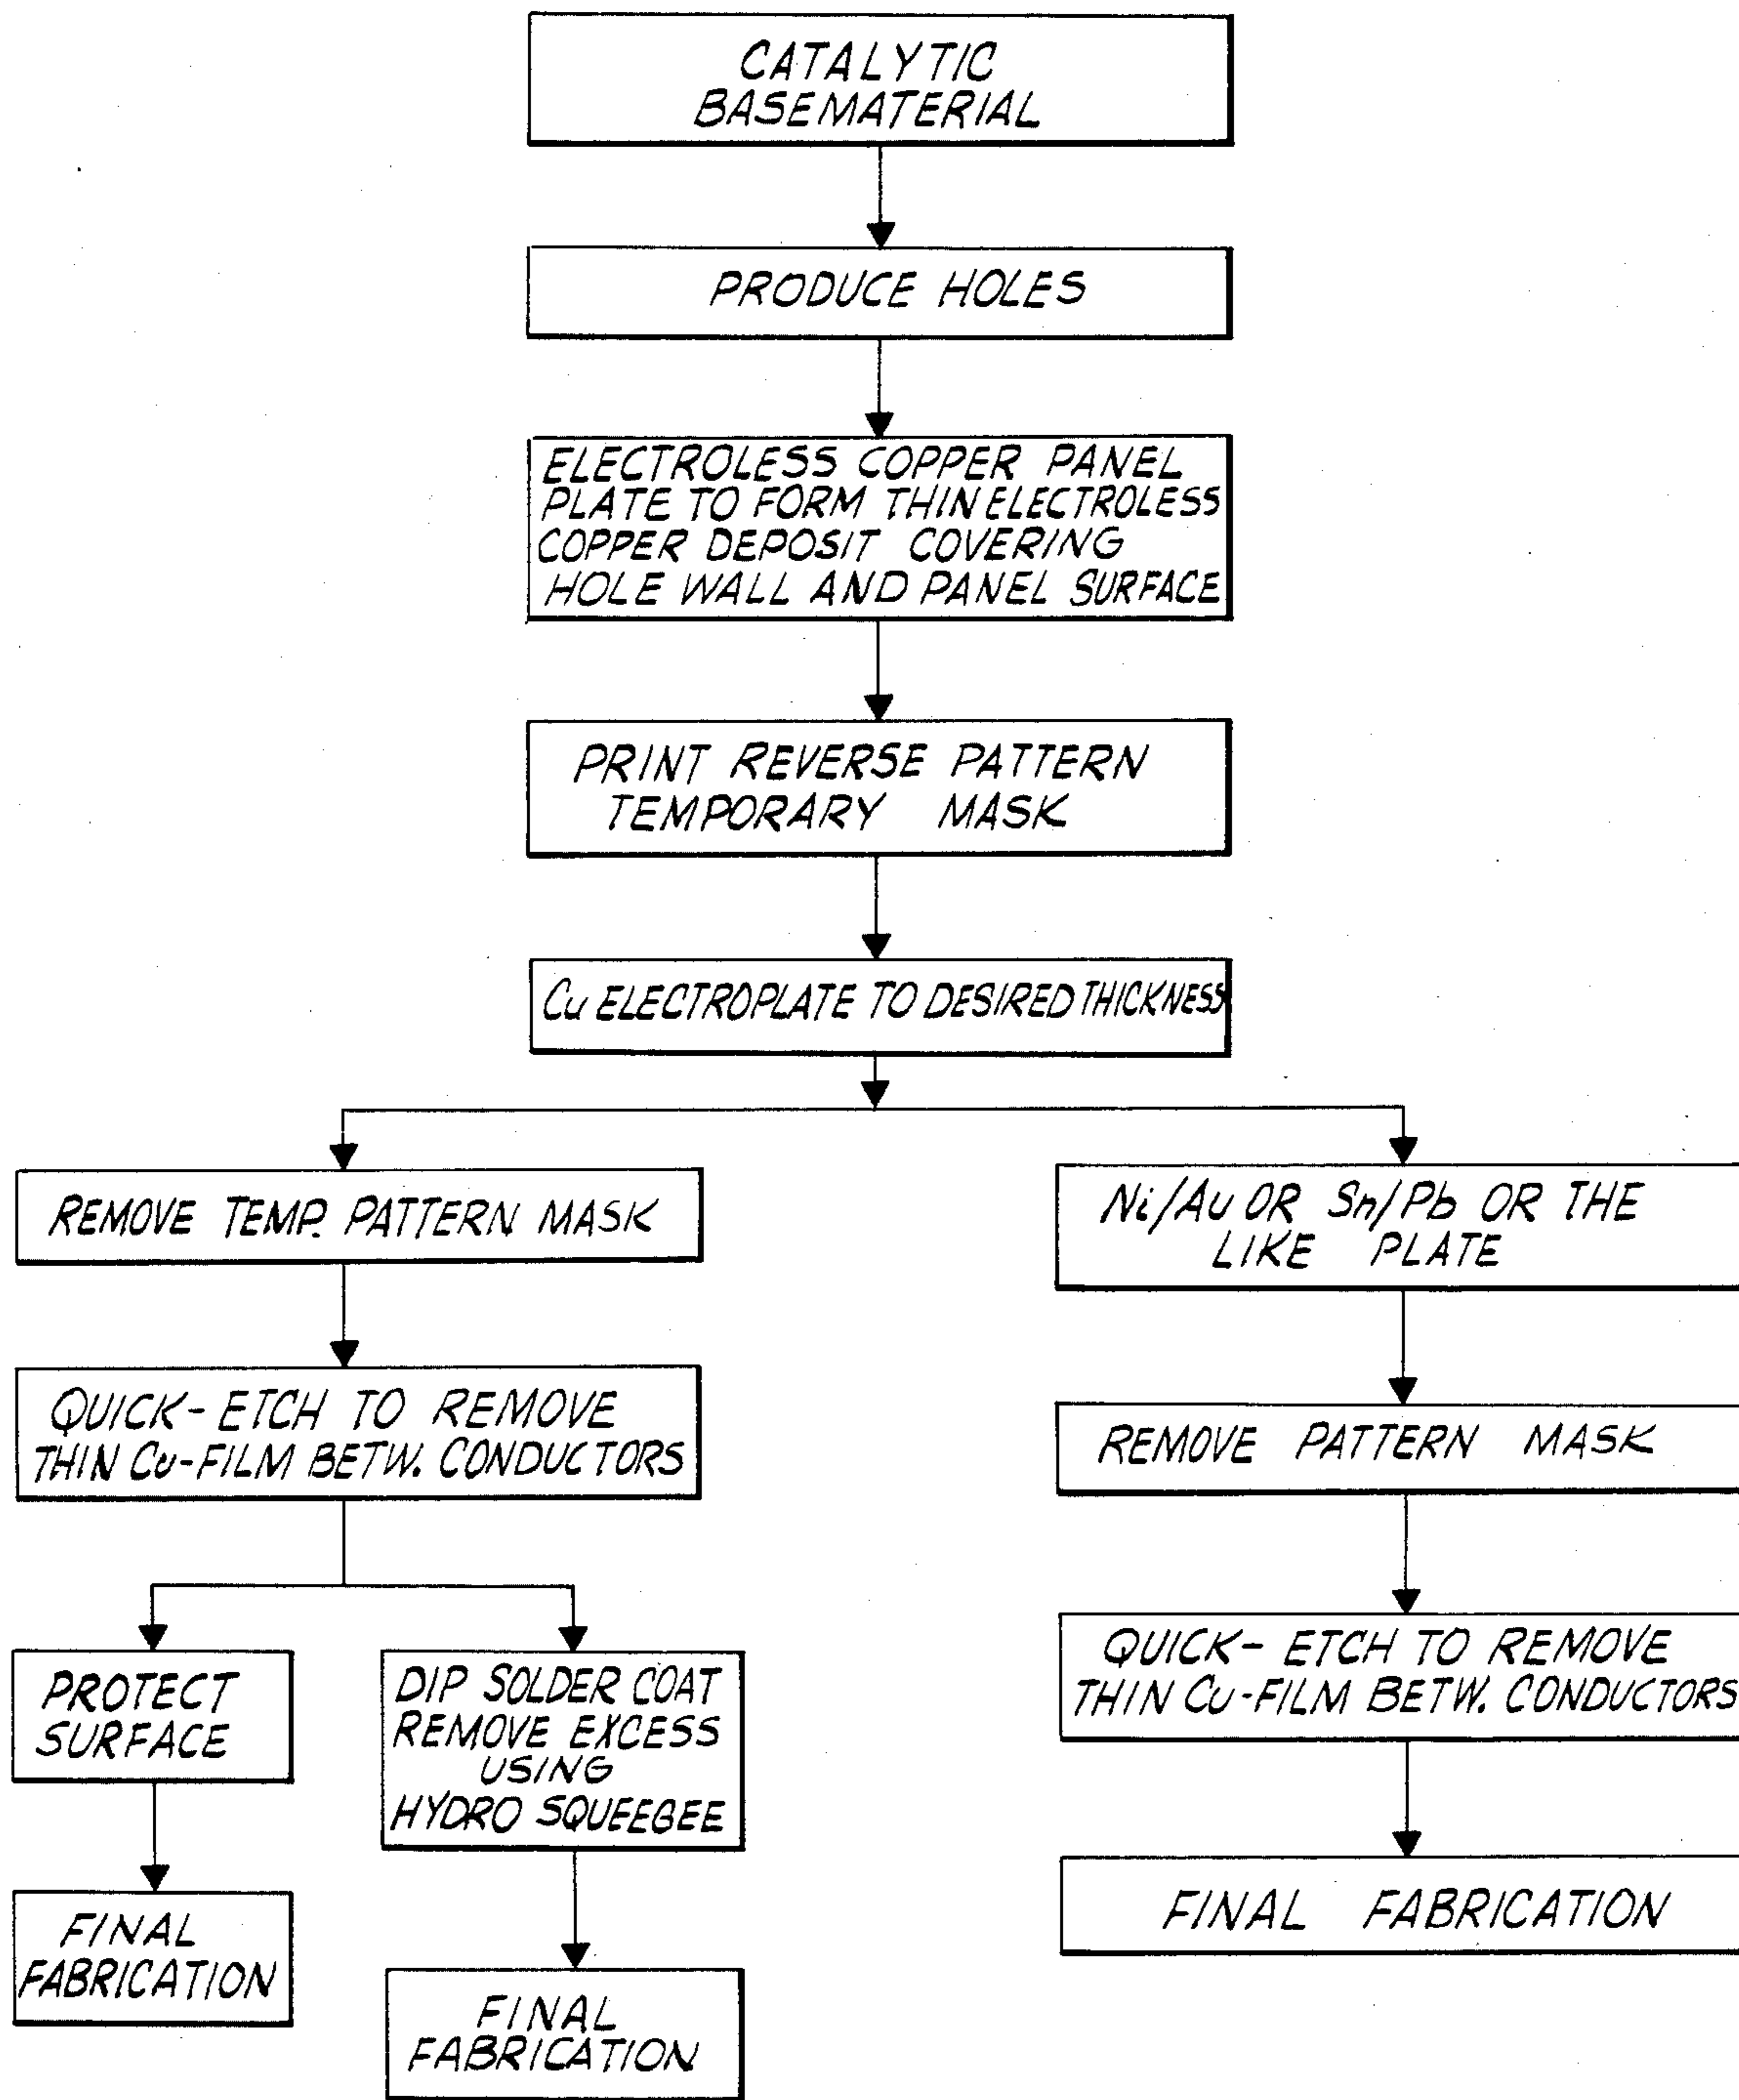 CATALYTIC
BASEMATERIAL
PRODUCE HOLES
ELECTROLESS COPPER PANEL
PLATE TO FORM THIN ELECTROLESS
COPPER DEPOSIT COVERING
HOLE WALL AND PANEL SURFACE
PRINT REVERSE PATTERN
TEMPORARY MASK
Cu ELECTROPLATE TO DESIRED THICKNESS
REMOVE TEMP. PATTERN MASK
QUICK-ETCH TO REMOVE
THIN Cu-FILM BETW. CONDUCTORS
PROTECT
SURFACE
FINAL
FABRICATION
DIP SOLDER COAT
REMOVE EXCESS
USING
HYDRO SQUEEGEE
FINAL
FABRICATION
Ni/Au OR Sn/Pb OR THE
LIKE PLATE
REMOVE PATTERN MASK
QUICK-ETCH TO REMOVE
THIN Cu-FILM BETW. CONDUCTORS
FINAL FABRICATION